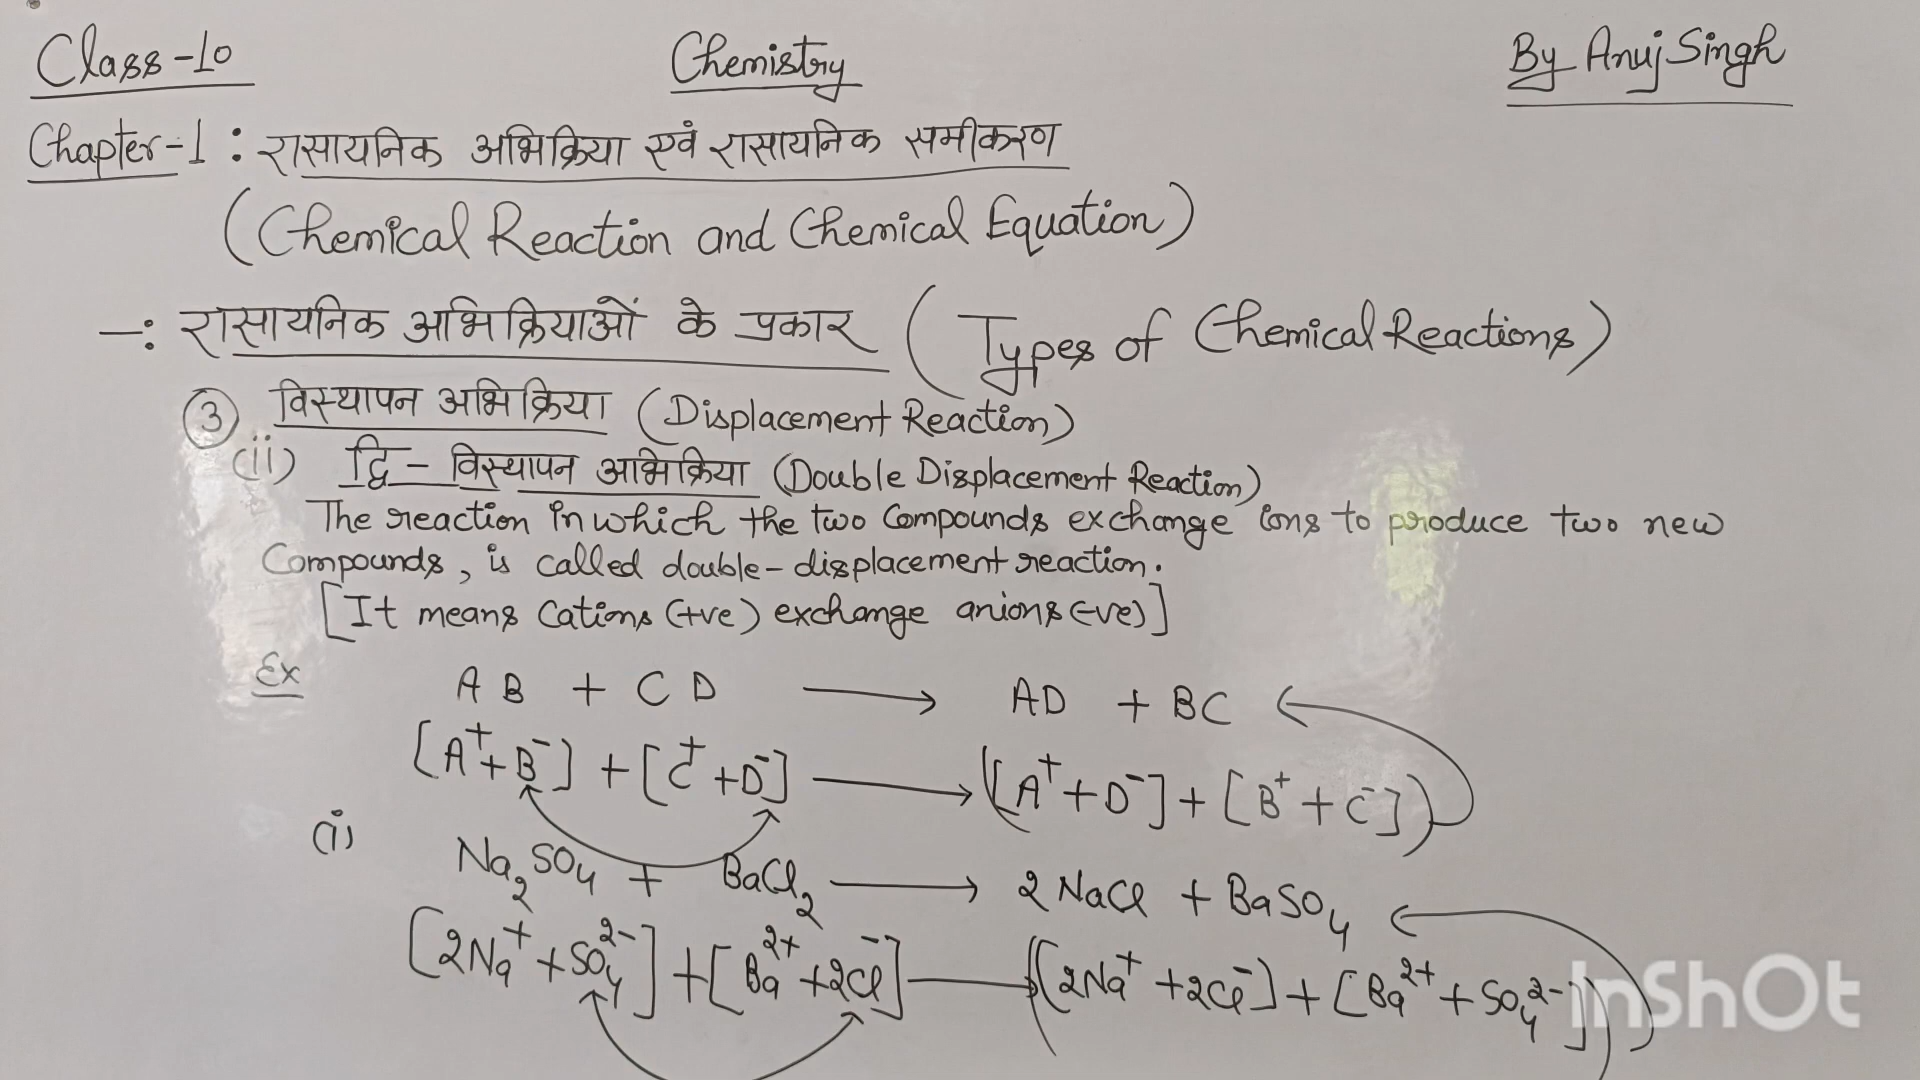 Class-10 Chemistry By Anuj Singh
Chapter-1 : रासायनिक अभिक्रिया एवं रासायनिक समीकरण
(Chemical Reaction and Chemical Equation)
—: रासायनिक अभिक्रियाओं के प्रकार (Types of Chemical Reactions)
③ विस्थापन अभिक्रिया (Displacement Reaction)
(ii) द्वि-विस्थापन अभिक्रिया (Double Displacement Reaction)
The reaction in which the two compounds exchange ions to produce two new
Compounds, is called double-displacement reaction.
[It means Cations (+ve) exchange anions (-ve)]
Ex AB + CD ⟶ AD + BC
[A⁺+B⁻] + [C⁺+D⁻] ⟶ ([A⁺+D⁻] + [B⁺+C⁻])
(i) Na₂SO₄ + BaCl₂ ⟶ 2NaCl + BaSO₄
[2Na⁺+SO₄²⁻] + [Ba²⁺+2Cl⁻] ⟶ ([2Na⁺+2Cl⁻] + [Ba²⁺+SO₄²⁻])
InShOt